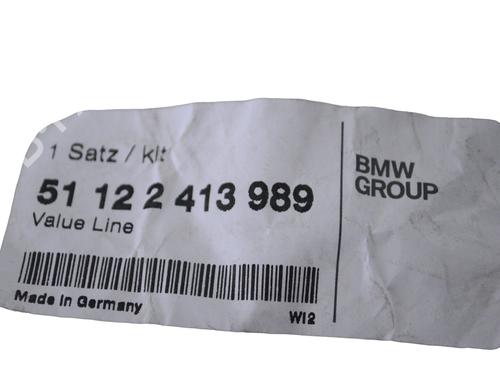 1 Satz / kit
51 12 2 413 989
Value Line
Made in Germany
WI2
BMW
GROUP